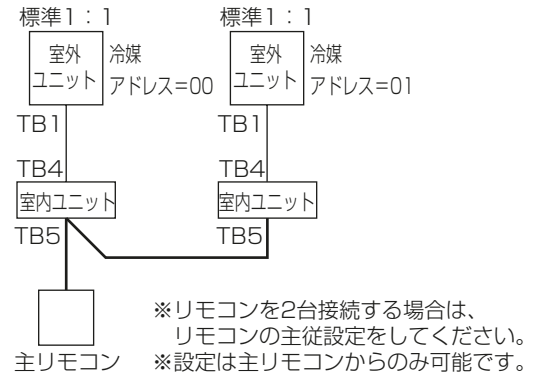 標準1：1 標準1：1
室外 冷媒 室外 冷媒
ユニット アドレス=00 ユニット アドレス=01
TB1 TB1
TB4 TB4
室内ユニット 室内ユニット
TB5 TB5
※リモコンを2台接続する場合は、
リモコンの主従設定をしてください。
主リモコン ※設定は主リモコンからのみ可能です。